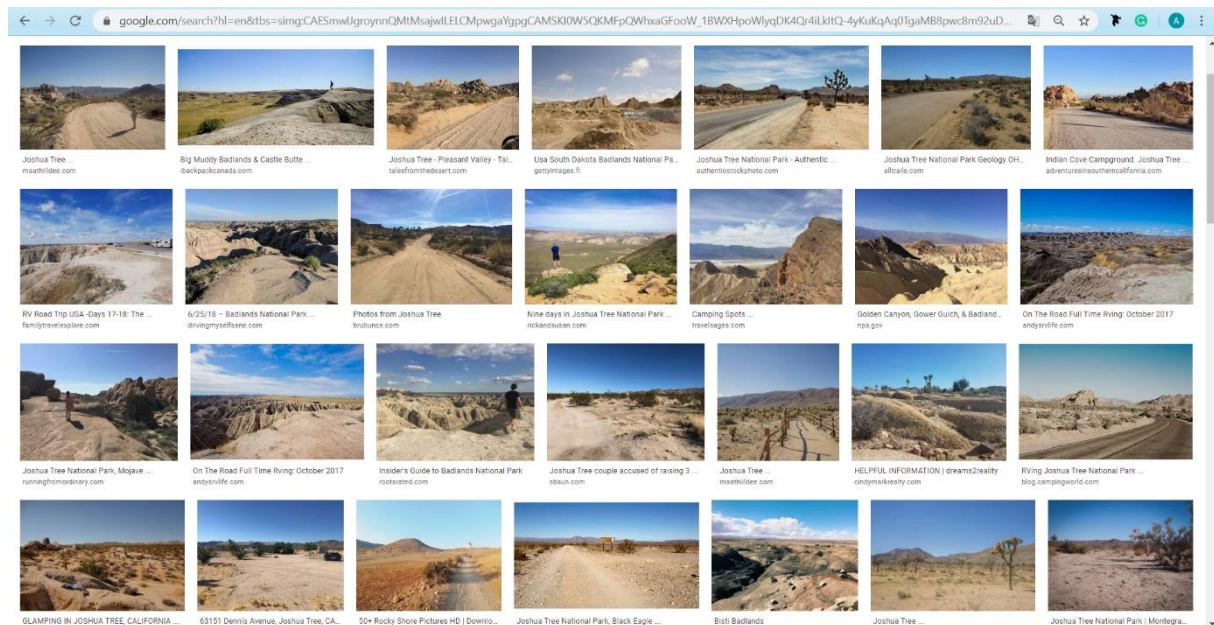 google.com/search?hl=en&tbs=simg:CAESmwIJgroynnQMtMsajwILELCMpwgaYgpgCAMSKI0W5QKMFpQWhxaGFooW_1BWXHpoWlyqDK4Qr4iLkItQ-4yKuKqAq0TgaMB8pwc8m92uD...
A
Joshua Tree ...
maathiildee.com
Big Muddy Badlands & Castle Butte ...
ibackpackcanada.com
Joshua Tree - Pleasant Valley - Tal...
talesfromthedesert.com
Usa South Dakota Badlands National Pa...
gettyimages.fi
Joshua Tree National Park - Authentic ...
authenticstockphoto.com
Joshua Tree National Park Geology OH...
alltrails.com
Indian Cove Campground. Joshua Tree ...
adventuresinsoutherncalifornia.com
RV Road Trip USA -Days 17-18: The ...
familytravelexplore.com
6/25/18 – Badlands National Park ...
drivingmyselfsane.com
Photos from Joshua Tree
brubunce.com
Nine days in Joshua Tree National Park ...
rickandsusan.com
Camping Spots ...
travelsages.com
Golden Canyon, Gower Gulch, & Badland...
nps.gov
On The Road Full Time Rving: October 2017
andysrvlife.com
Joshua Tree National Park, Mojave ...
runningfromordinary.com
On The Road Full Time Rving: October 2017
andysrvlife.com
Insider's Guide to Badlands National Park
rootsrated.com
Joshua Tree couple accused of raising 3 ...
sbsun.com
Joshua Tree ...
maathiildee.com
HELPFUL INFORMATION | dreams2reality
cindymarkrealty.com
RVing Joshua Tree National Park ...
blog.campingworld.com
GLAMPING IN JOSHUA TREE, CALIFORNIA ...
63151 Dennis Avenue, Joshua Tree, CA...
50+ Rocky Shore Pictures HD | Downlo...
Joshua Tree National Park, Black Eagle ...
Bisti Badlands
Joshua Tree ...
Joshua Tree National Park | Montegra...